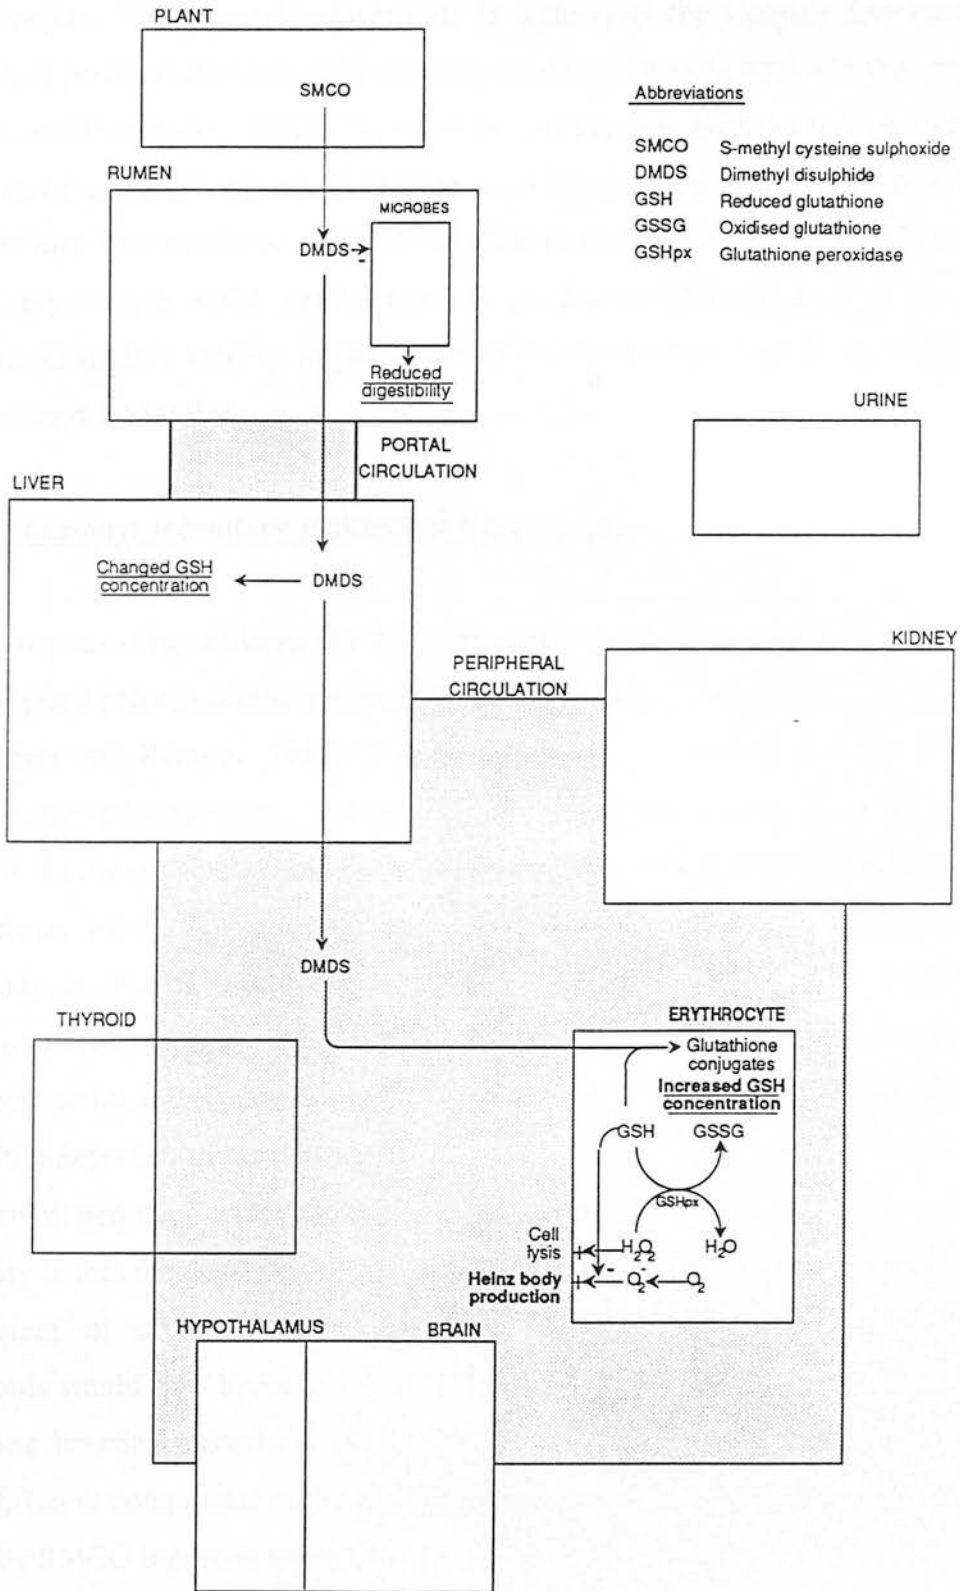 PLANT
SMCO
Abbreviations
SMCO S-methyl cysteine sulphoxide
DMDS Dimethyl disulphide
GSH Reduced glutathione
GSSG Oxidised glutathione
GSHpx Glutathione peroxidase
RUMEN
MICROBES
DMDS
-
Reduced
digestibility
URINE
PORTAL
CIRCULATION
LIVER
Changed GSH
concentration
DMDS
KIDNEY
PERIPHERAL
CIRCULATION
DMDS
THYROID
ERYTHROCYTE
Glutathione
conjugates
Increased GSH
concentration
GSH GSSG
GSHpx
Cell
lysis
+ H2O2 H2O
Heinz body
production
+ - O2- O2
HYPOTHALAMUS BRAIN